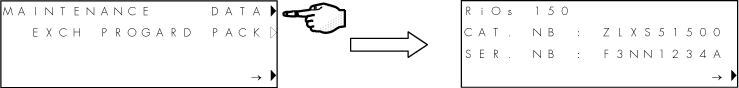 MAINTENANCE DATA
EXCH PROGARD PACK
→
RiOs 150
CAT. NB : ZLXS51500
SER. NB : F3NN1234A
→